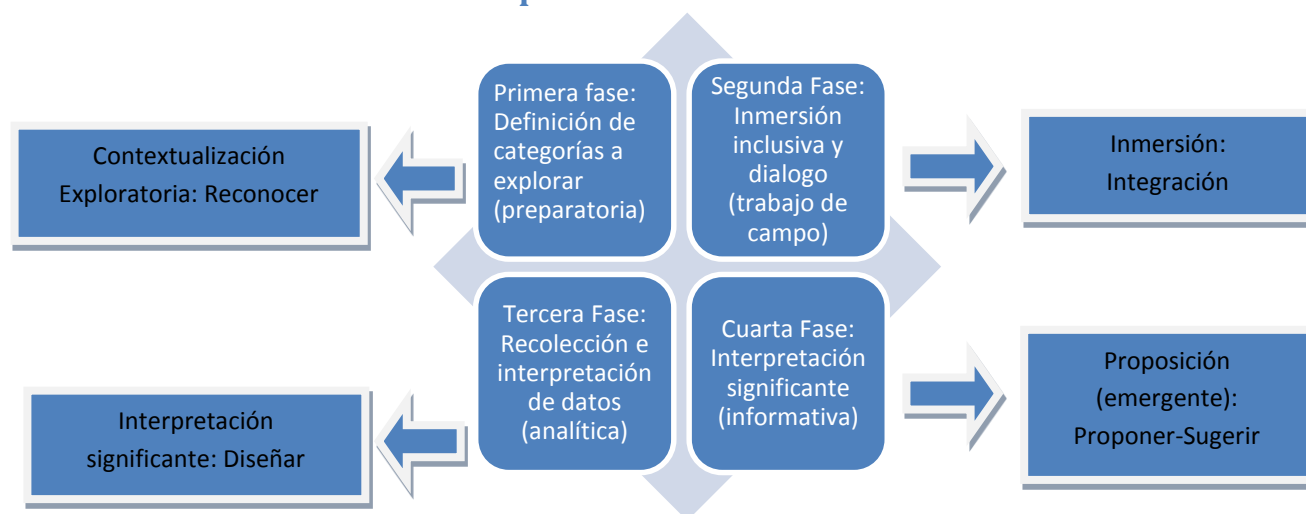 Primera fase:
Definición de
categorías a
explorar
(preparatoria)
Segunda Fase:
Inmersión
inclusiva y
dialogo
(trabajo de
campo)
Contextualización
Exploratoria: Reconocer
Inmersión:
Integración
Tercera Fase:
Recolección e
interpretación
de datos
(analítica)
Cuarta Fase:
Interpretación
significante
(informativa)
Interpretación
significante: Diseñar
Proposición
(emergente):
Proponer-Sugerir